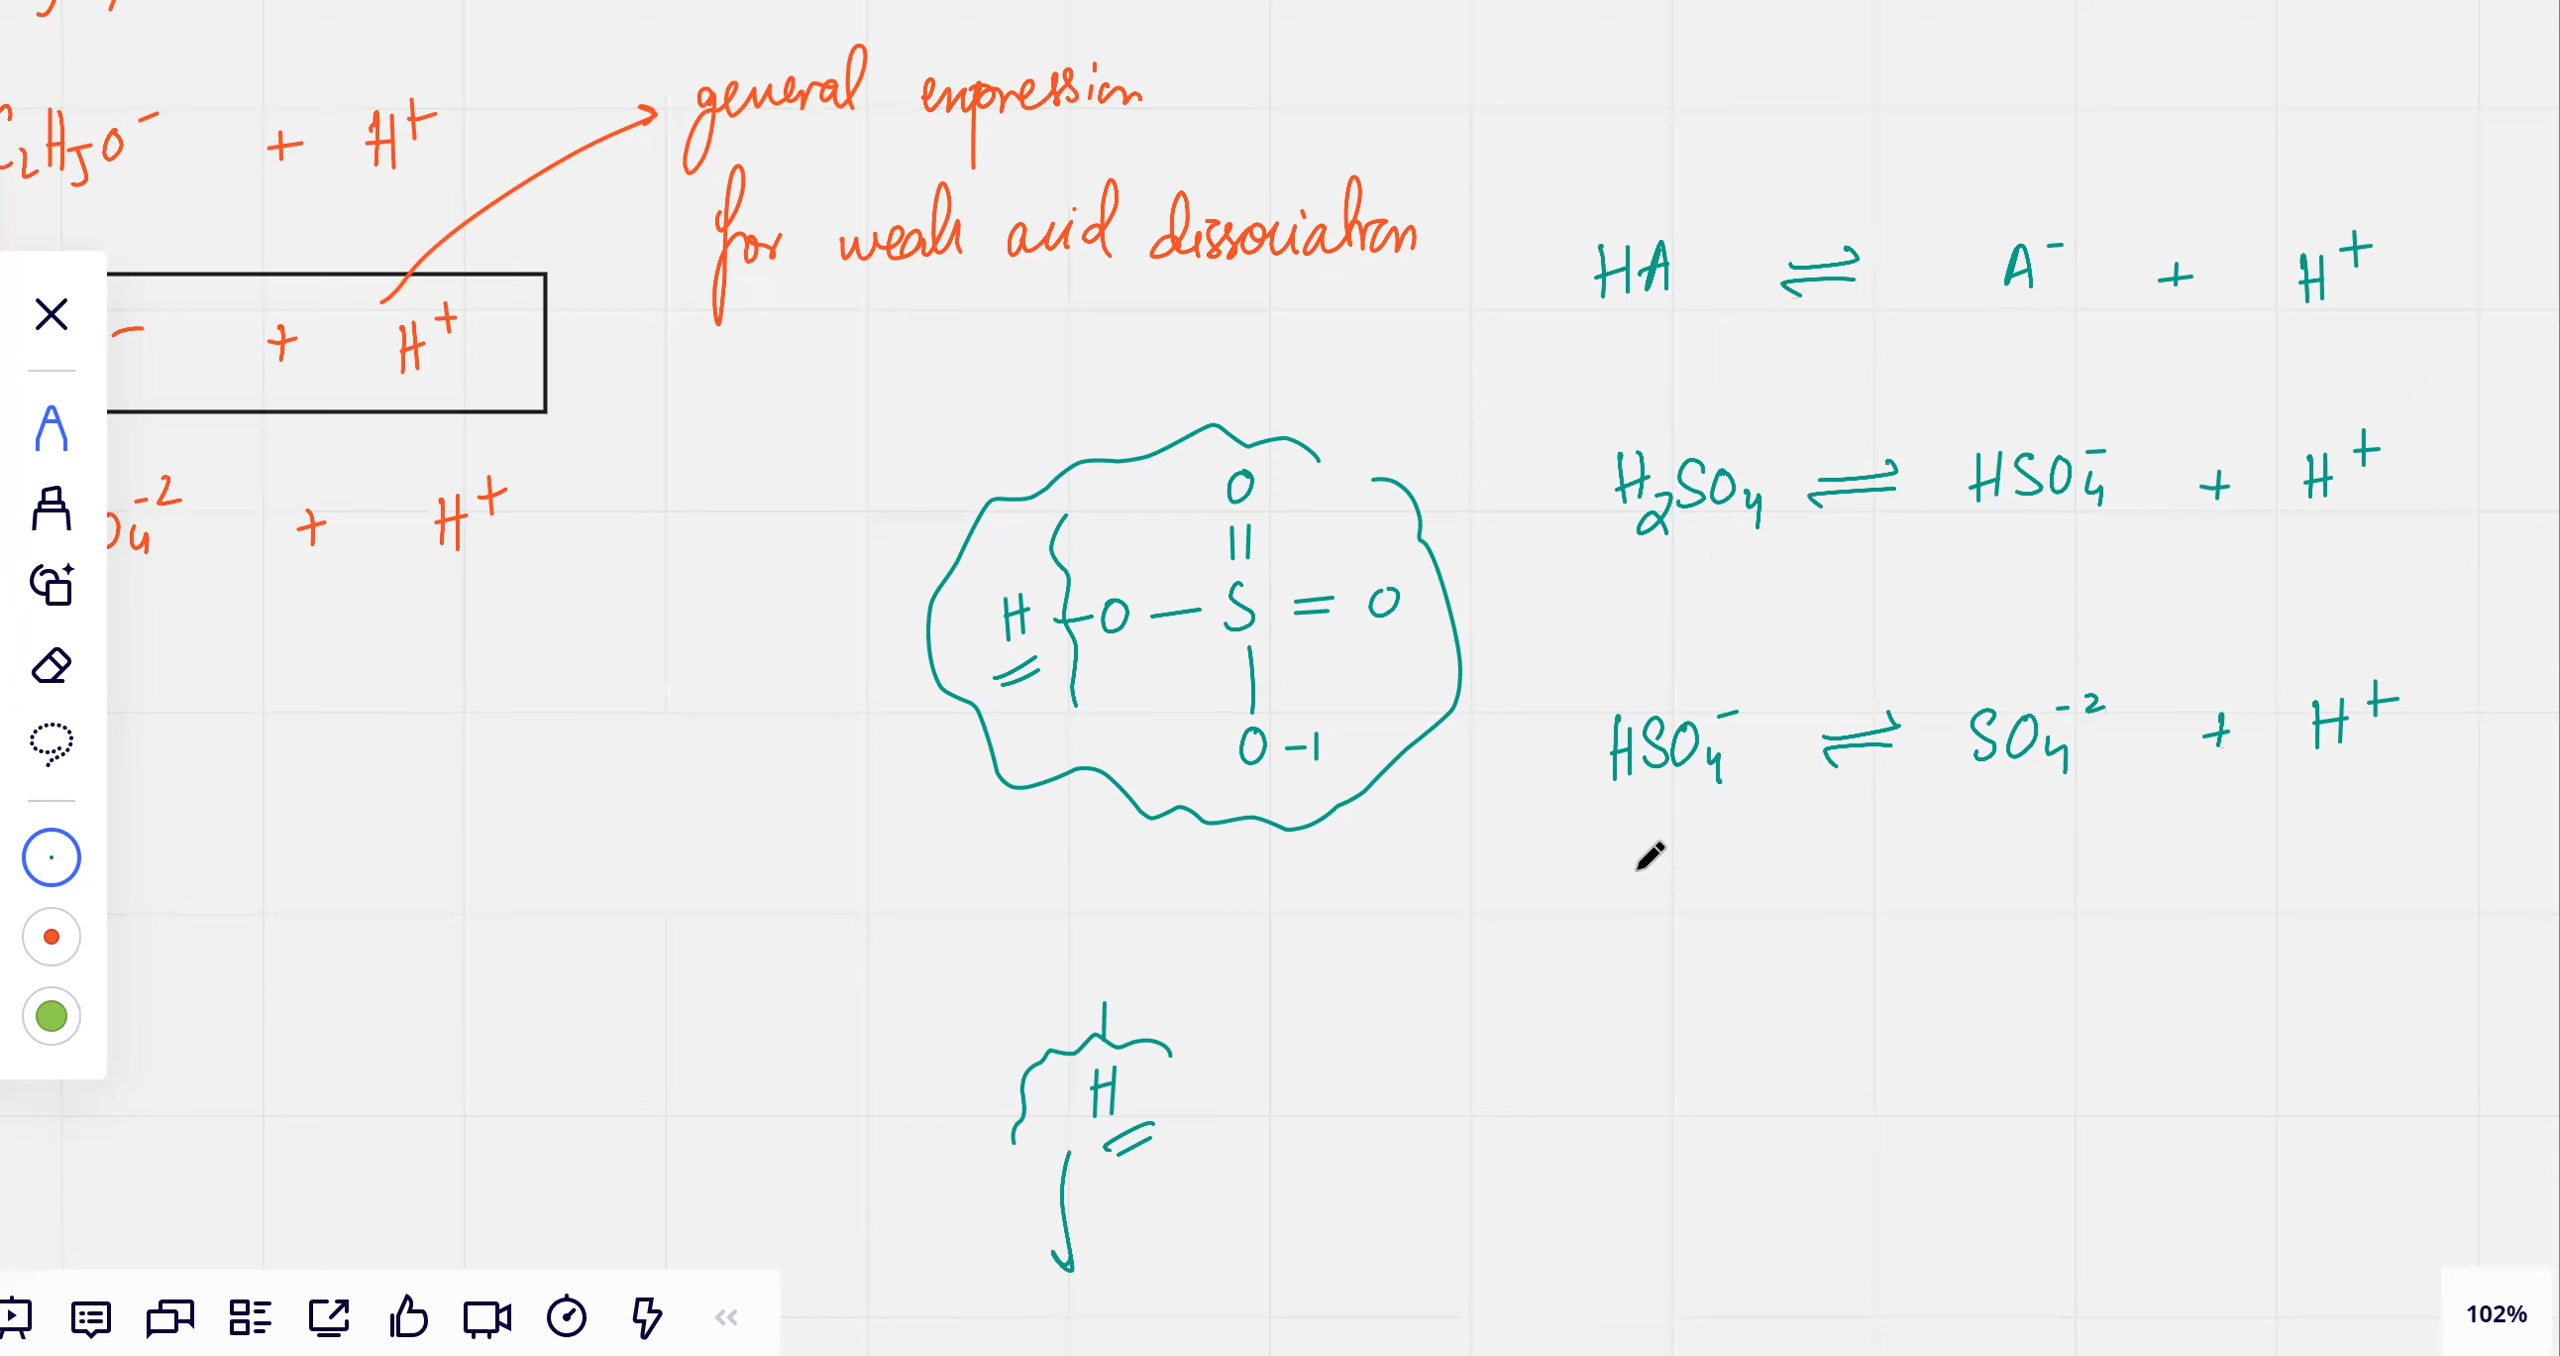 C₂H₅O⁻ + H⁺
general expression
for weak acid dissociation
⁻ + H⁺
O₄⁻² + H⁺
HA ⇌ A⁻ + H⁺
H₂SO₄ ⇌ HSO₄⁻ + H⁺
HSO₄⁻ ⇌ SO₄⁻² + H⁺
O
||
H - O — S = O
|
O -1
H
102%